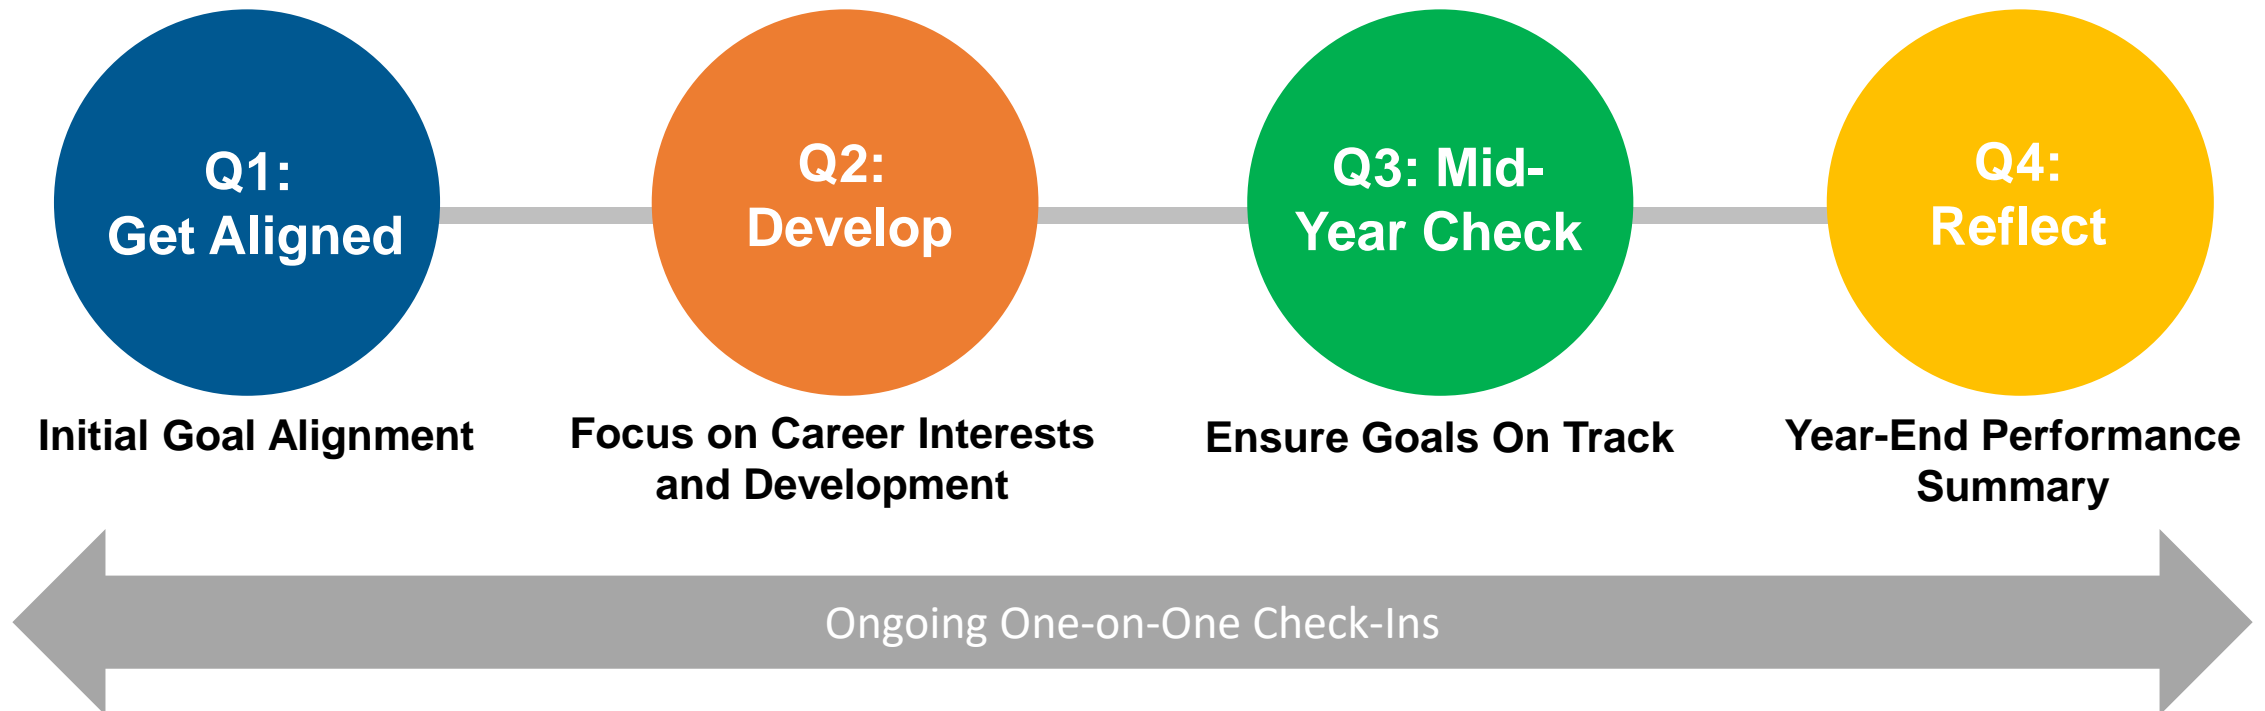 Q1:
Get Aligned
Q2:
Develop
Q3: Mid-
Year Check
Q4:
Reflect
Initial Goal Alignment
Focus on Career Interests
and Development
Ensure Goals On Track
Year-End Performance
Summary
Ongoing One-on-One Check-Ins